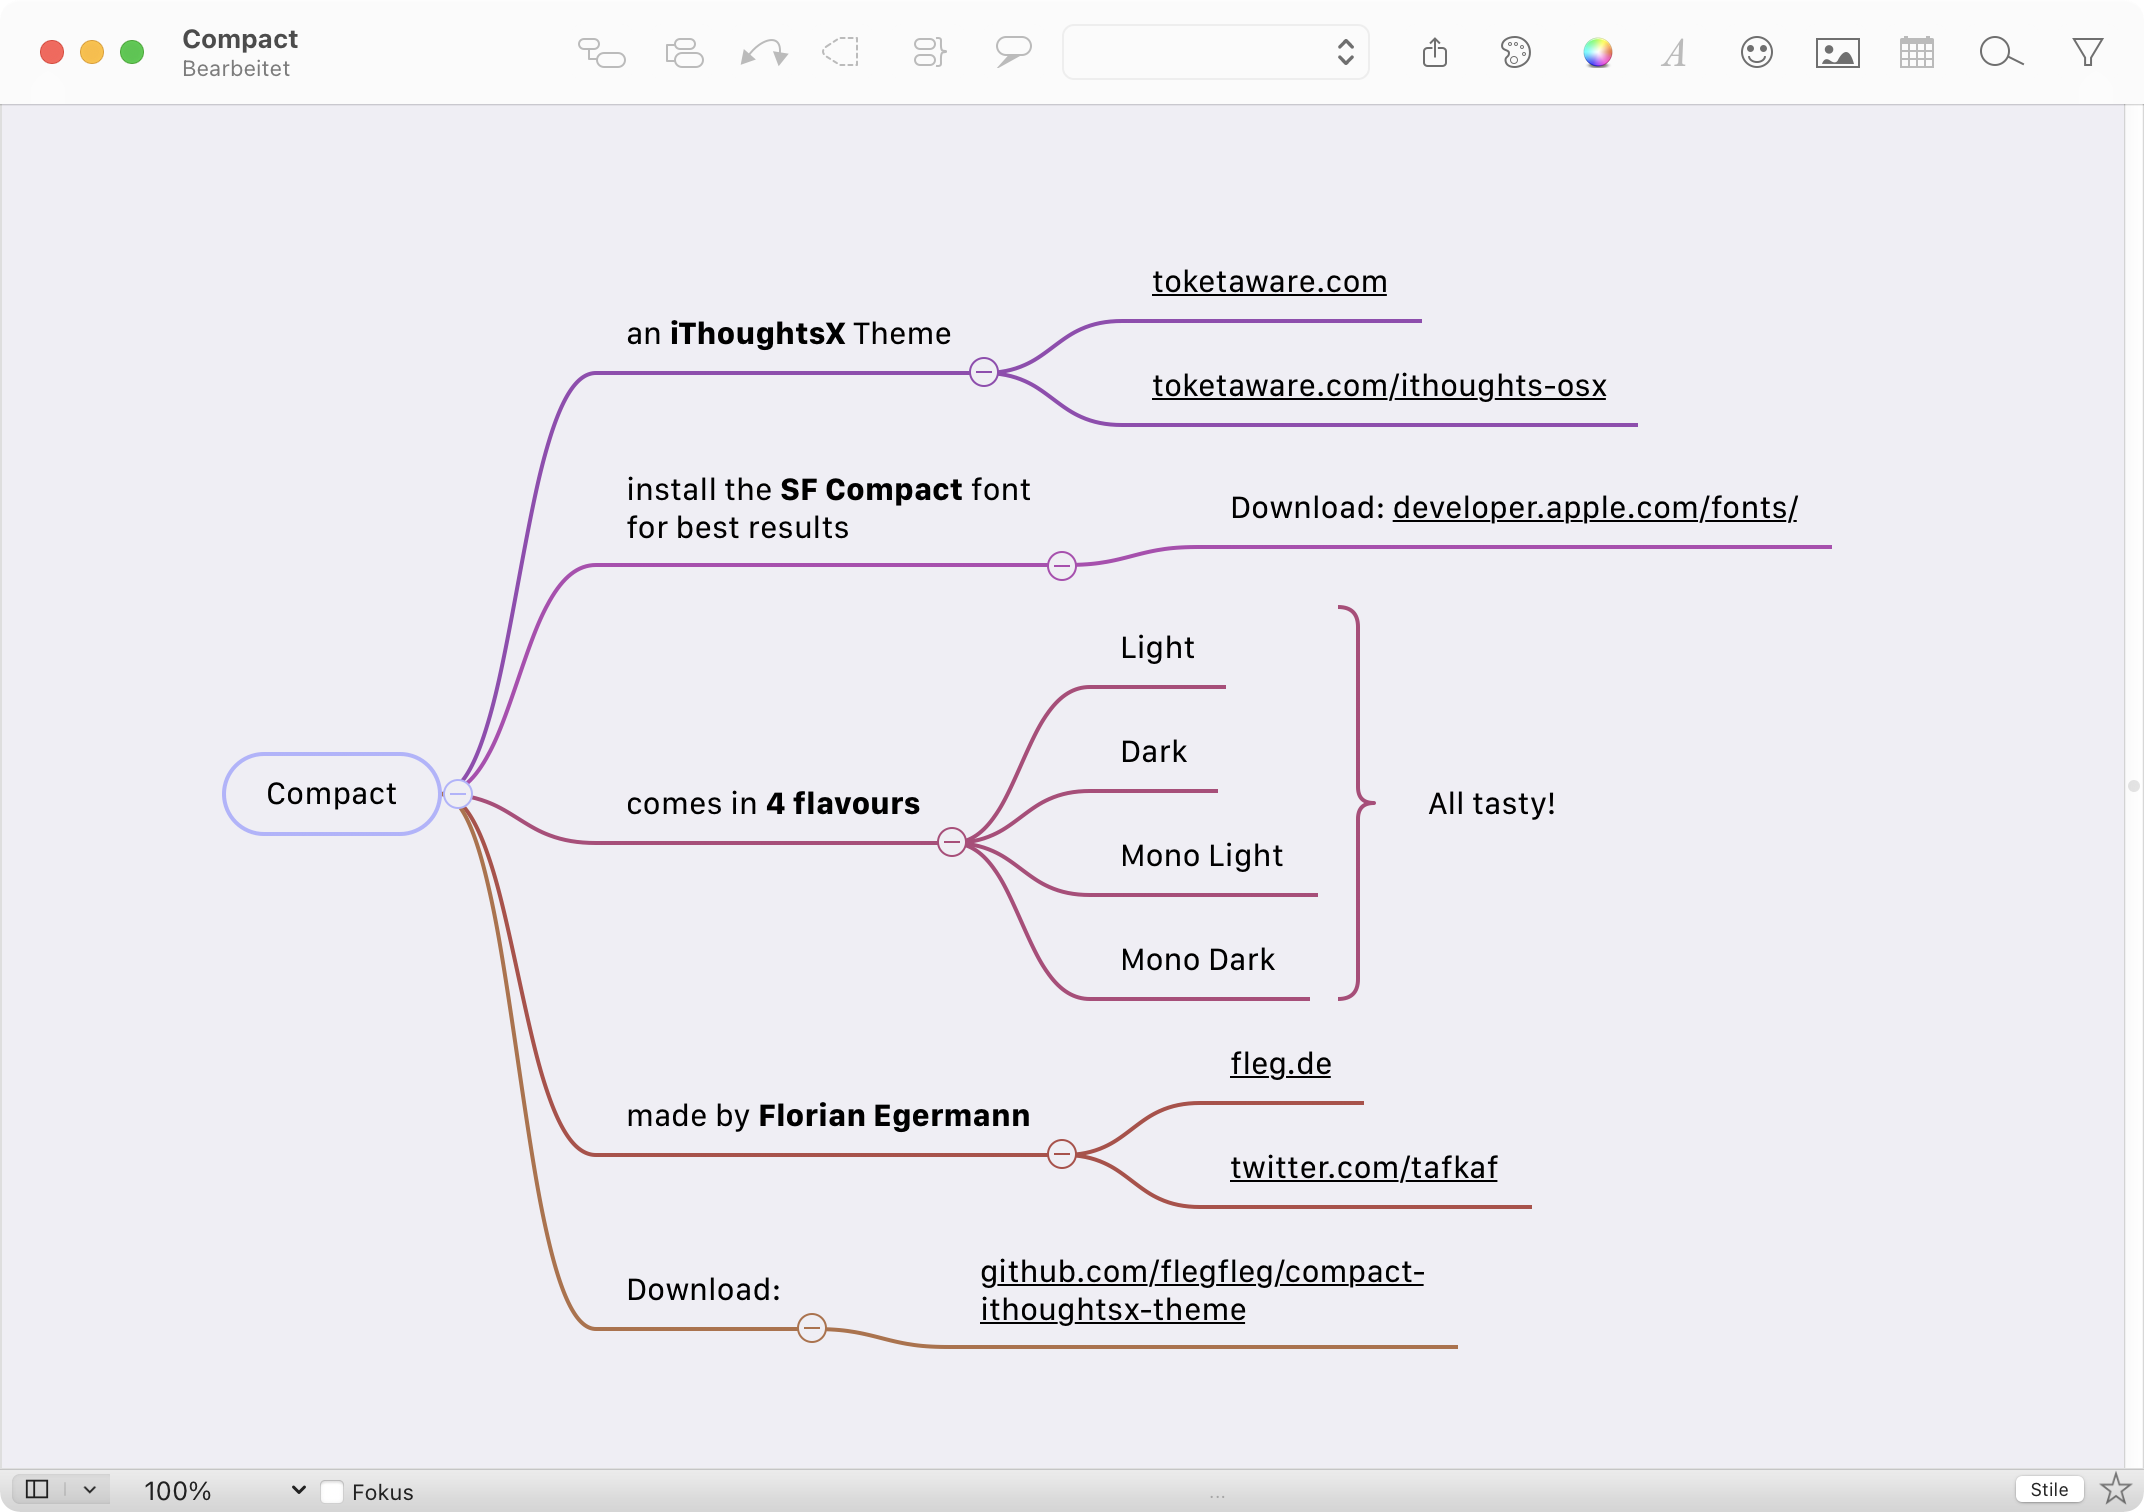 Compact
Bearbeitet
toketaware.com
an iThoughtsX Theme
toketaware.com/ithoughts-osx
install the SF Compact font
for best results
Download: developer.apple.com/fonts/
Light
Dark
Compact
comes in 4 flavours
All tasty!
Mono Light
Mono Dark
fleg.de
made by Florian Egermann
twitter.com/tafkaf
Download:
github.com/flegfleg/compact-
ithoughtsx-theme
100%
Fokus
...
Stile